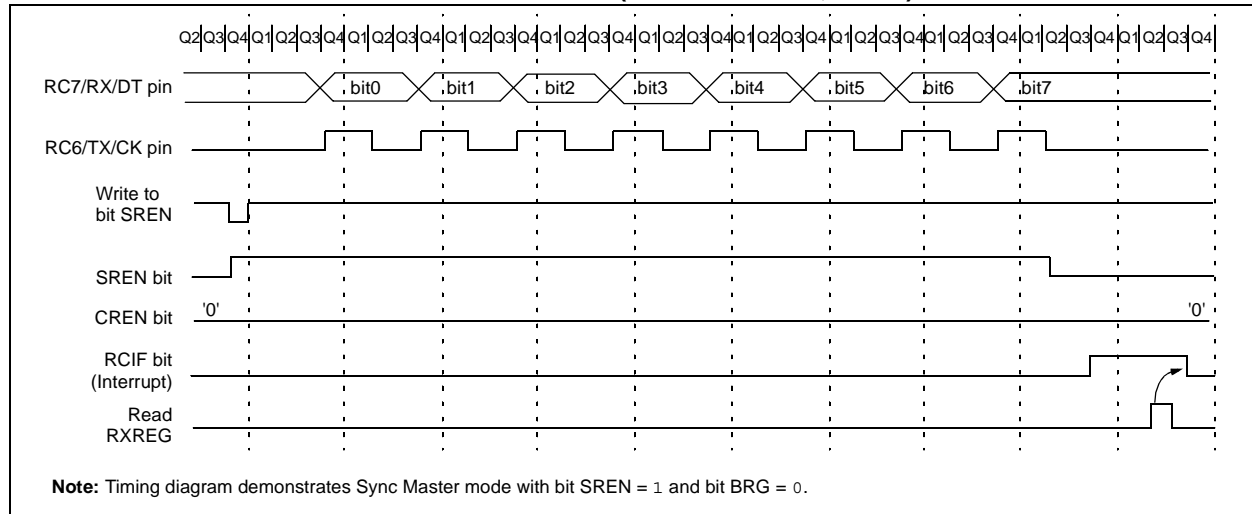 Q2 Q3 Q4 Q1 Q2 Q3 Q4 Q1 Q2 Q3 Q4 Q1 Q2 Q3 Q4 Q1 Q2 Q3 Q4 Q1 Q2 Q3 Q4 Q1 Q2 Q3 Q4 Q1 Q2 Q3 Q4 Q1 Q2 Q3 Q4 Q1 Q2 Q3 Q4 Q1 Q2 Q3 Q4
RC7/RX/DT pin bit0 bit1 bit2 bit3 bit4 bit5 bit6 bit7
RC6/TX/CK pin
Write to
bit SREN
SREN bit
CREN bit '0' '0'
RCIF bit
(Interrupt)
Read
RXREG
Note: Timing diagram demonstrates Sync Master mode with bit SREN = 1 and bit BRG = 0.